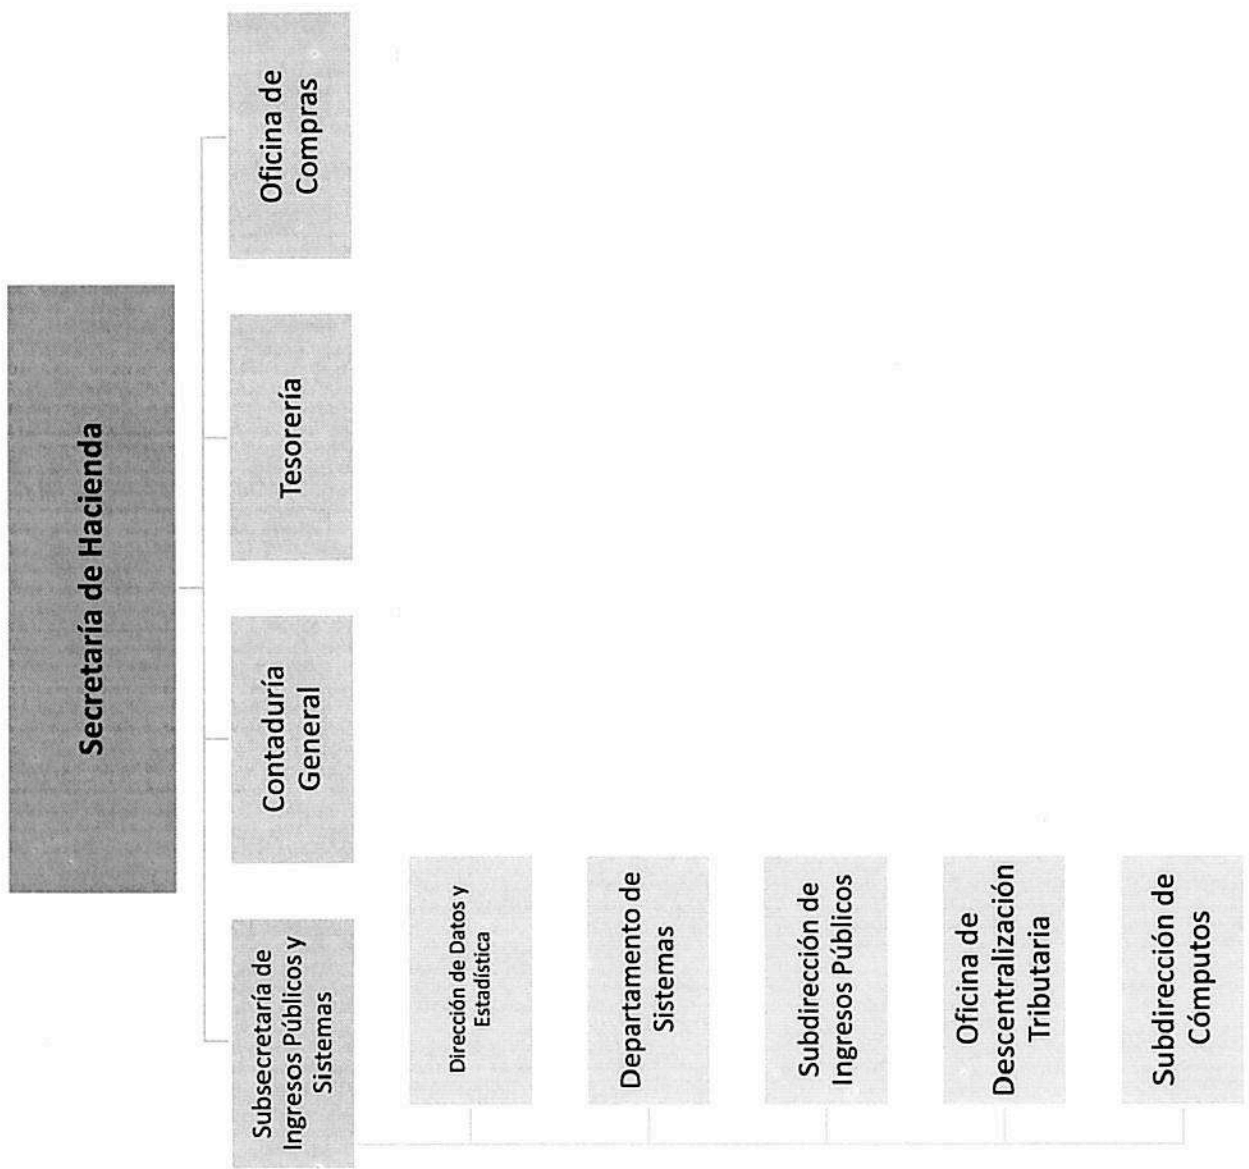 Secretaría de Hacienda
Subsecretaría de
Ingresos Públicos y
Sistemas
Contaduría
General
Tesorería
Oficina de
Compras
Dirección de Datos y
Estadística
Departamento de
Sistemas
Subdirección de
Ingresos Públicos
Oficina de
Descentralización
Tributaria
Subdirección de
Cómputos